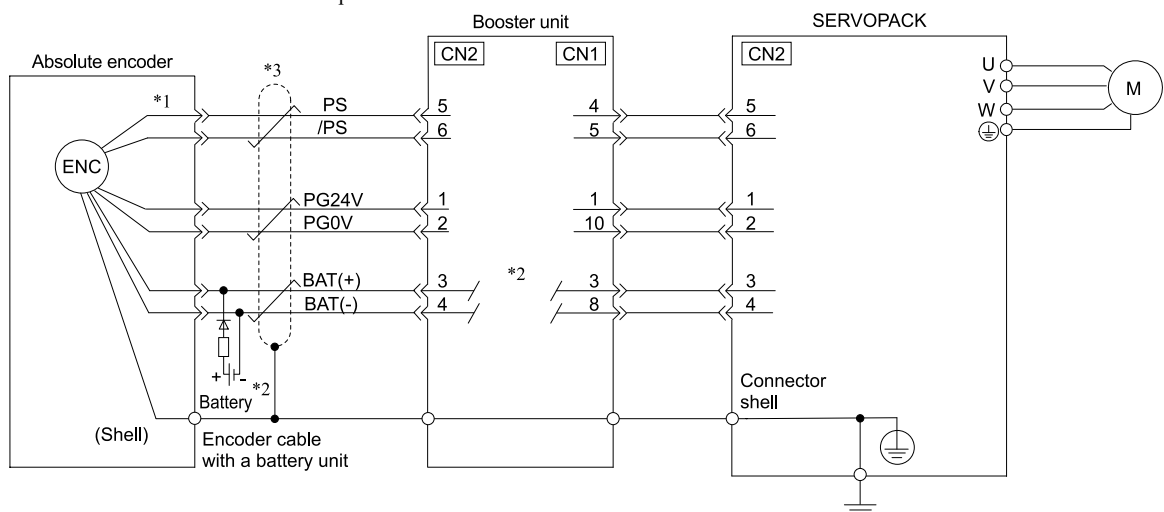 Booster unit
SERVOPACK
Absolute encoder
CN2
CN1
CN2
*3
U
V
W
M
*1
PS
5
4
5
/PS
6
5
6
ENC
PG24V
1
1
1
PG0V
2
10
2
BAT(+)
3
*2
3
3
BAT(-)
4
8
4
+
-
*2
Battery
Connector
shell
(Shell)
Encoder cable
with a battery unit